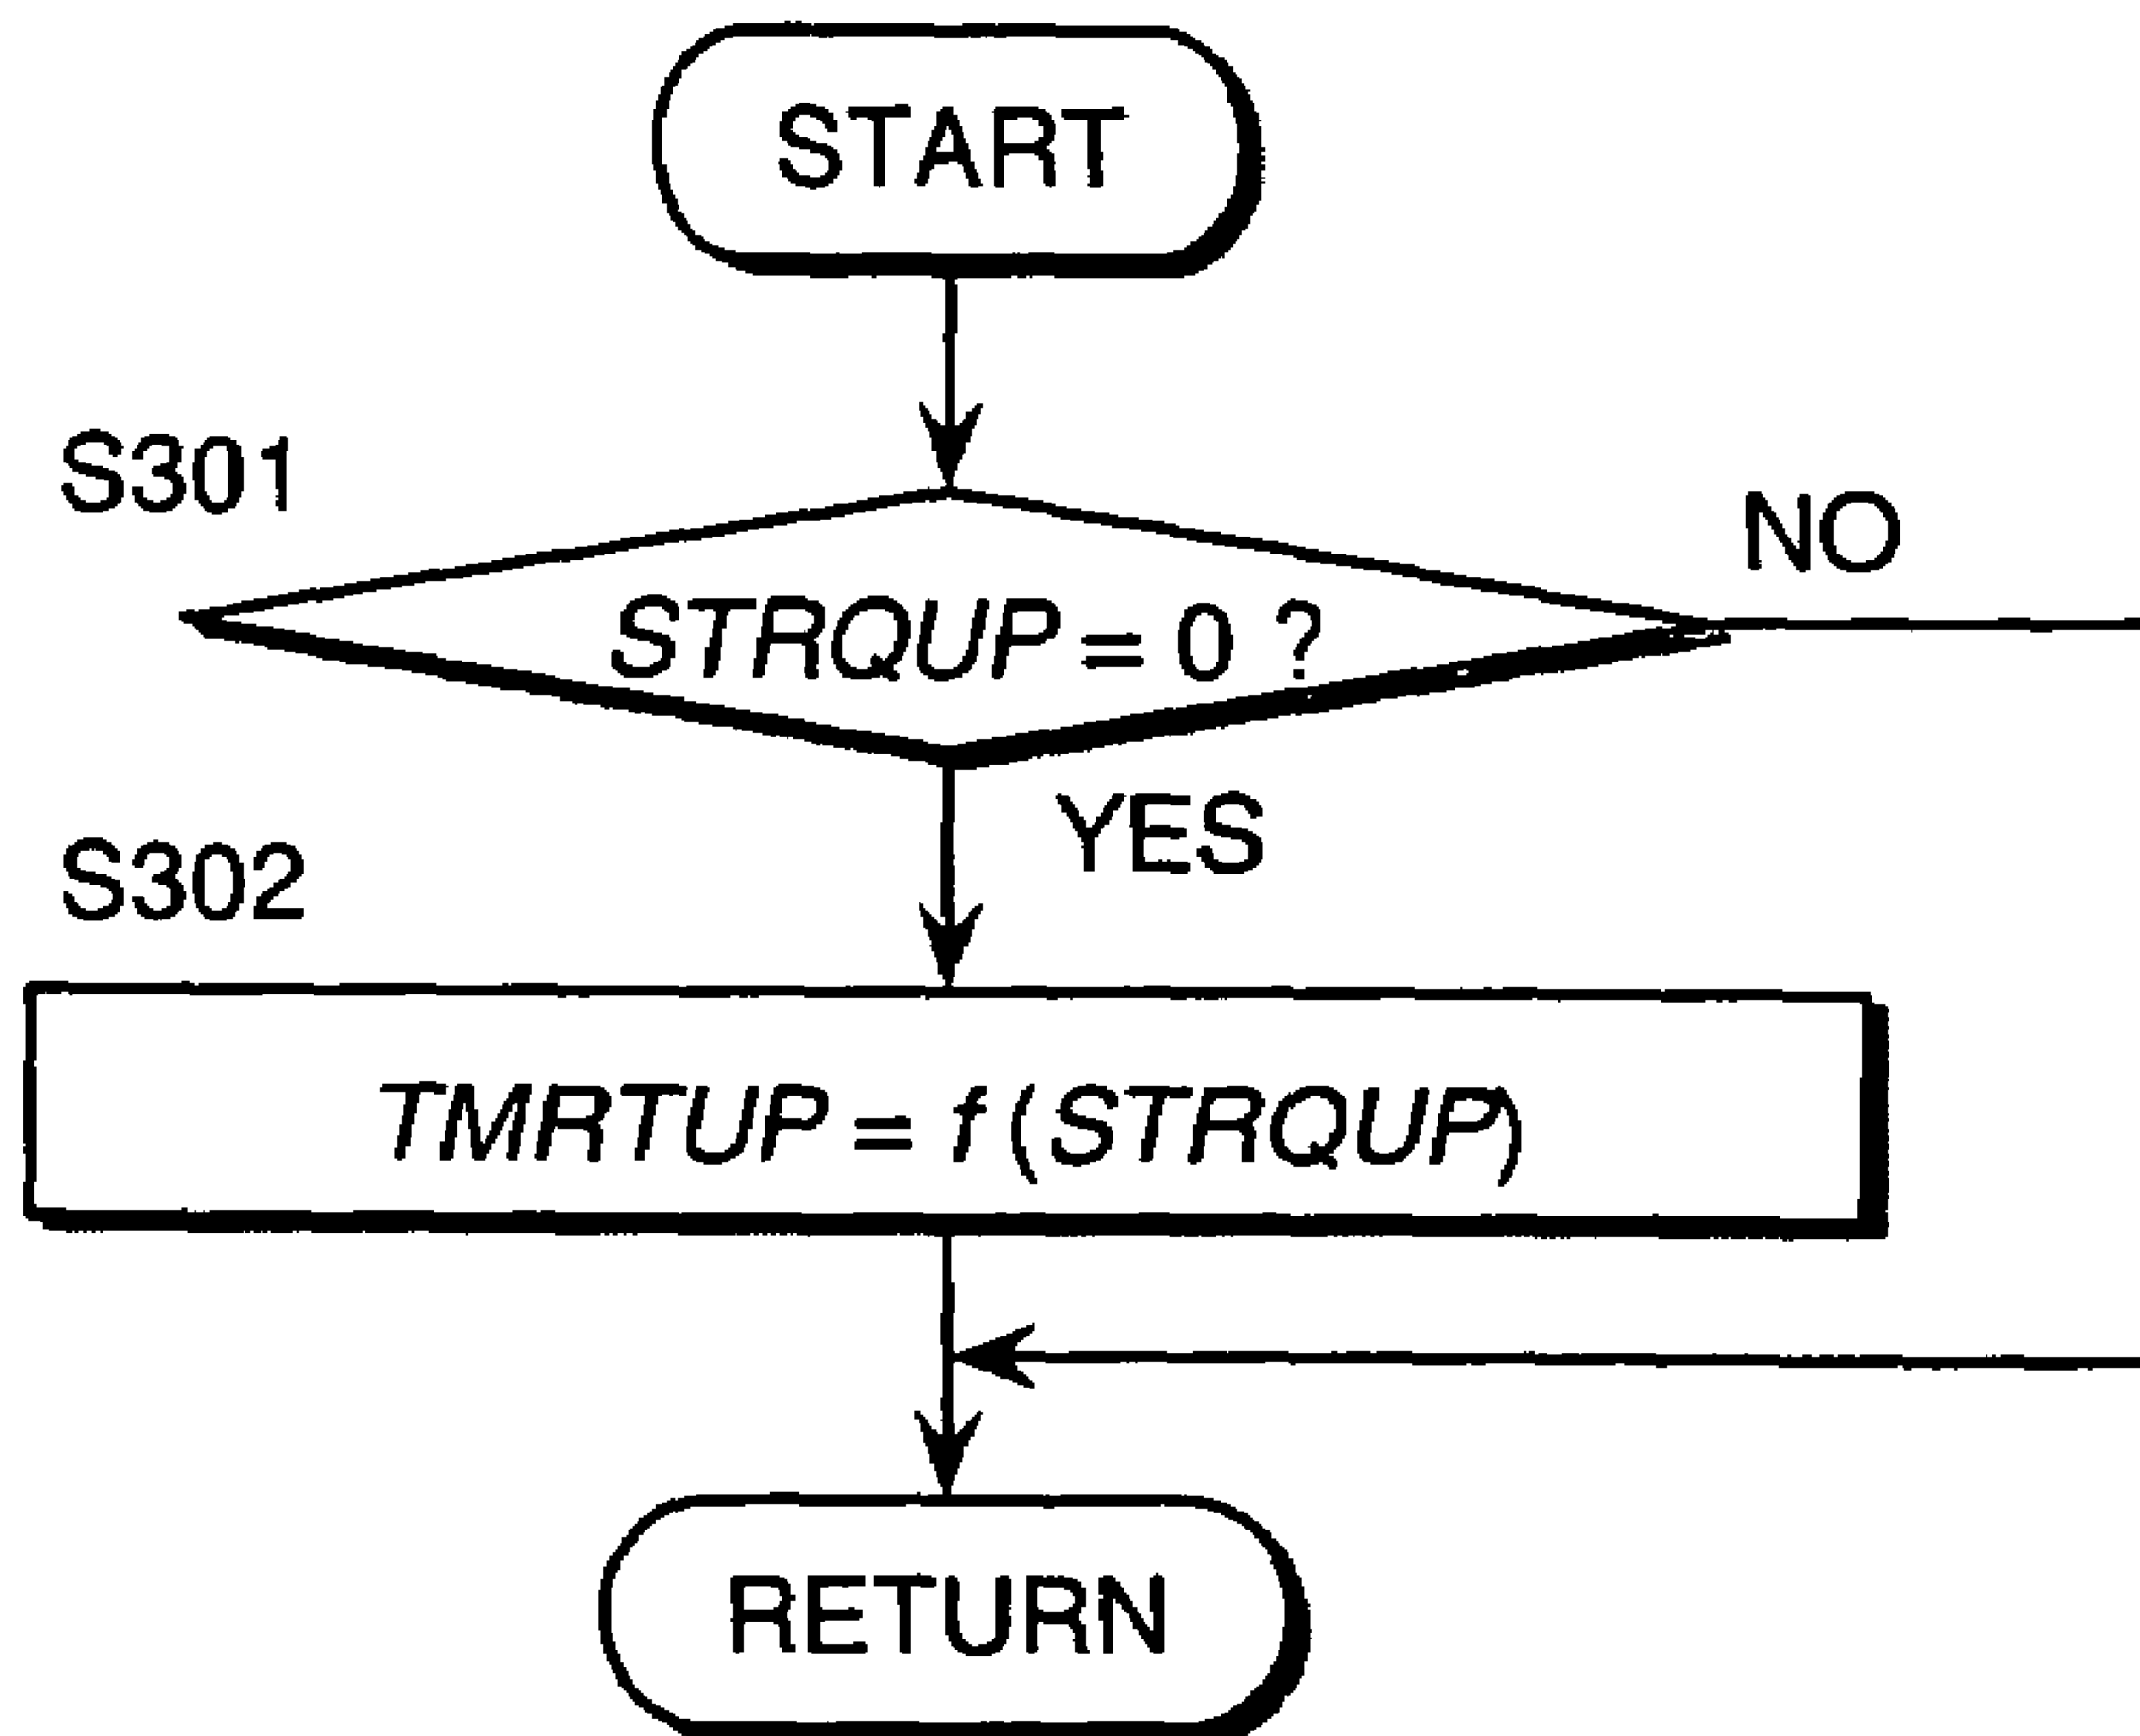 START
S301
NO
STRQUP = 0 ?
YES
S302
TMRTUP = f (STRQUP)
RETURN